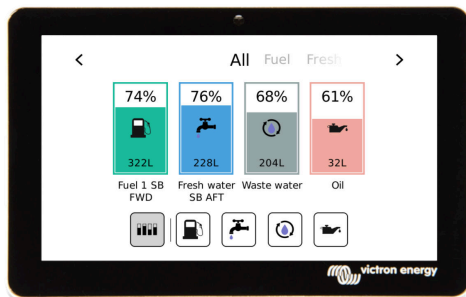 All Fuel Fresh
74% 76% 68% 61%
322L 228L 204L 32L
Fuel 1 SB Fresh water Waste water Oil
FWD SB AFT
victron energy